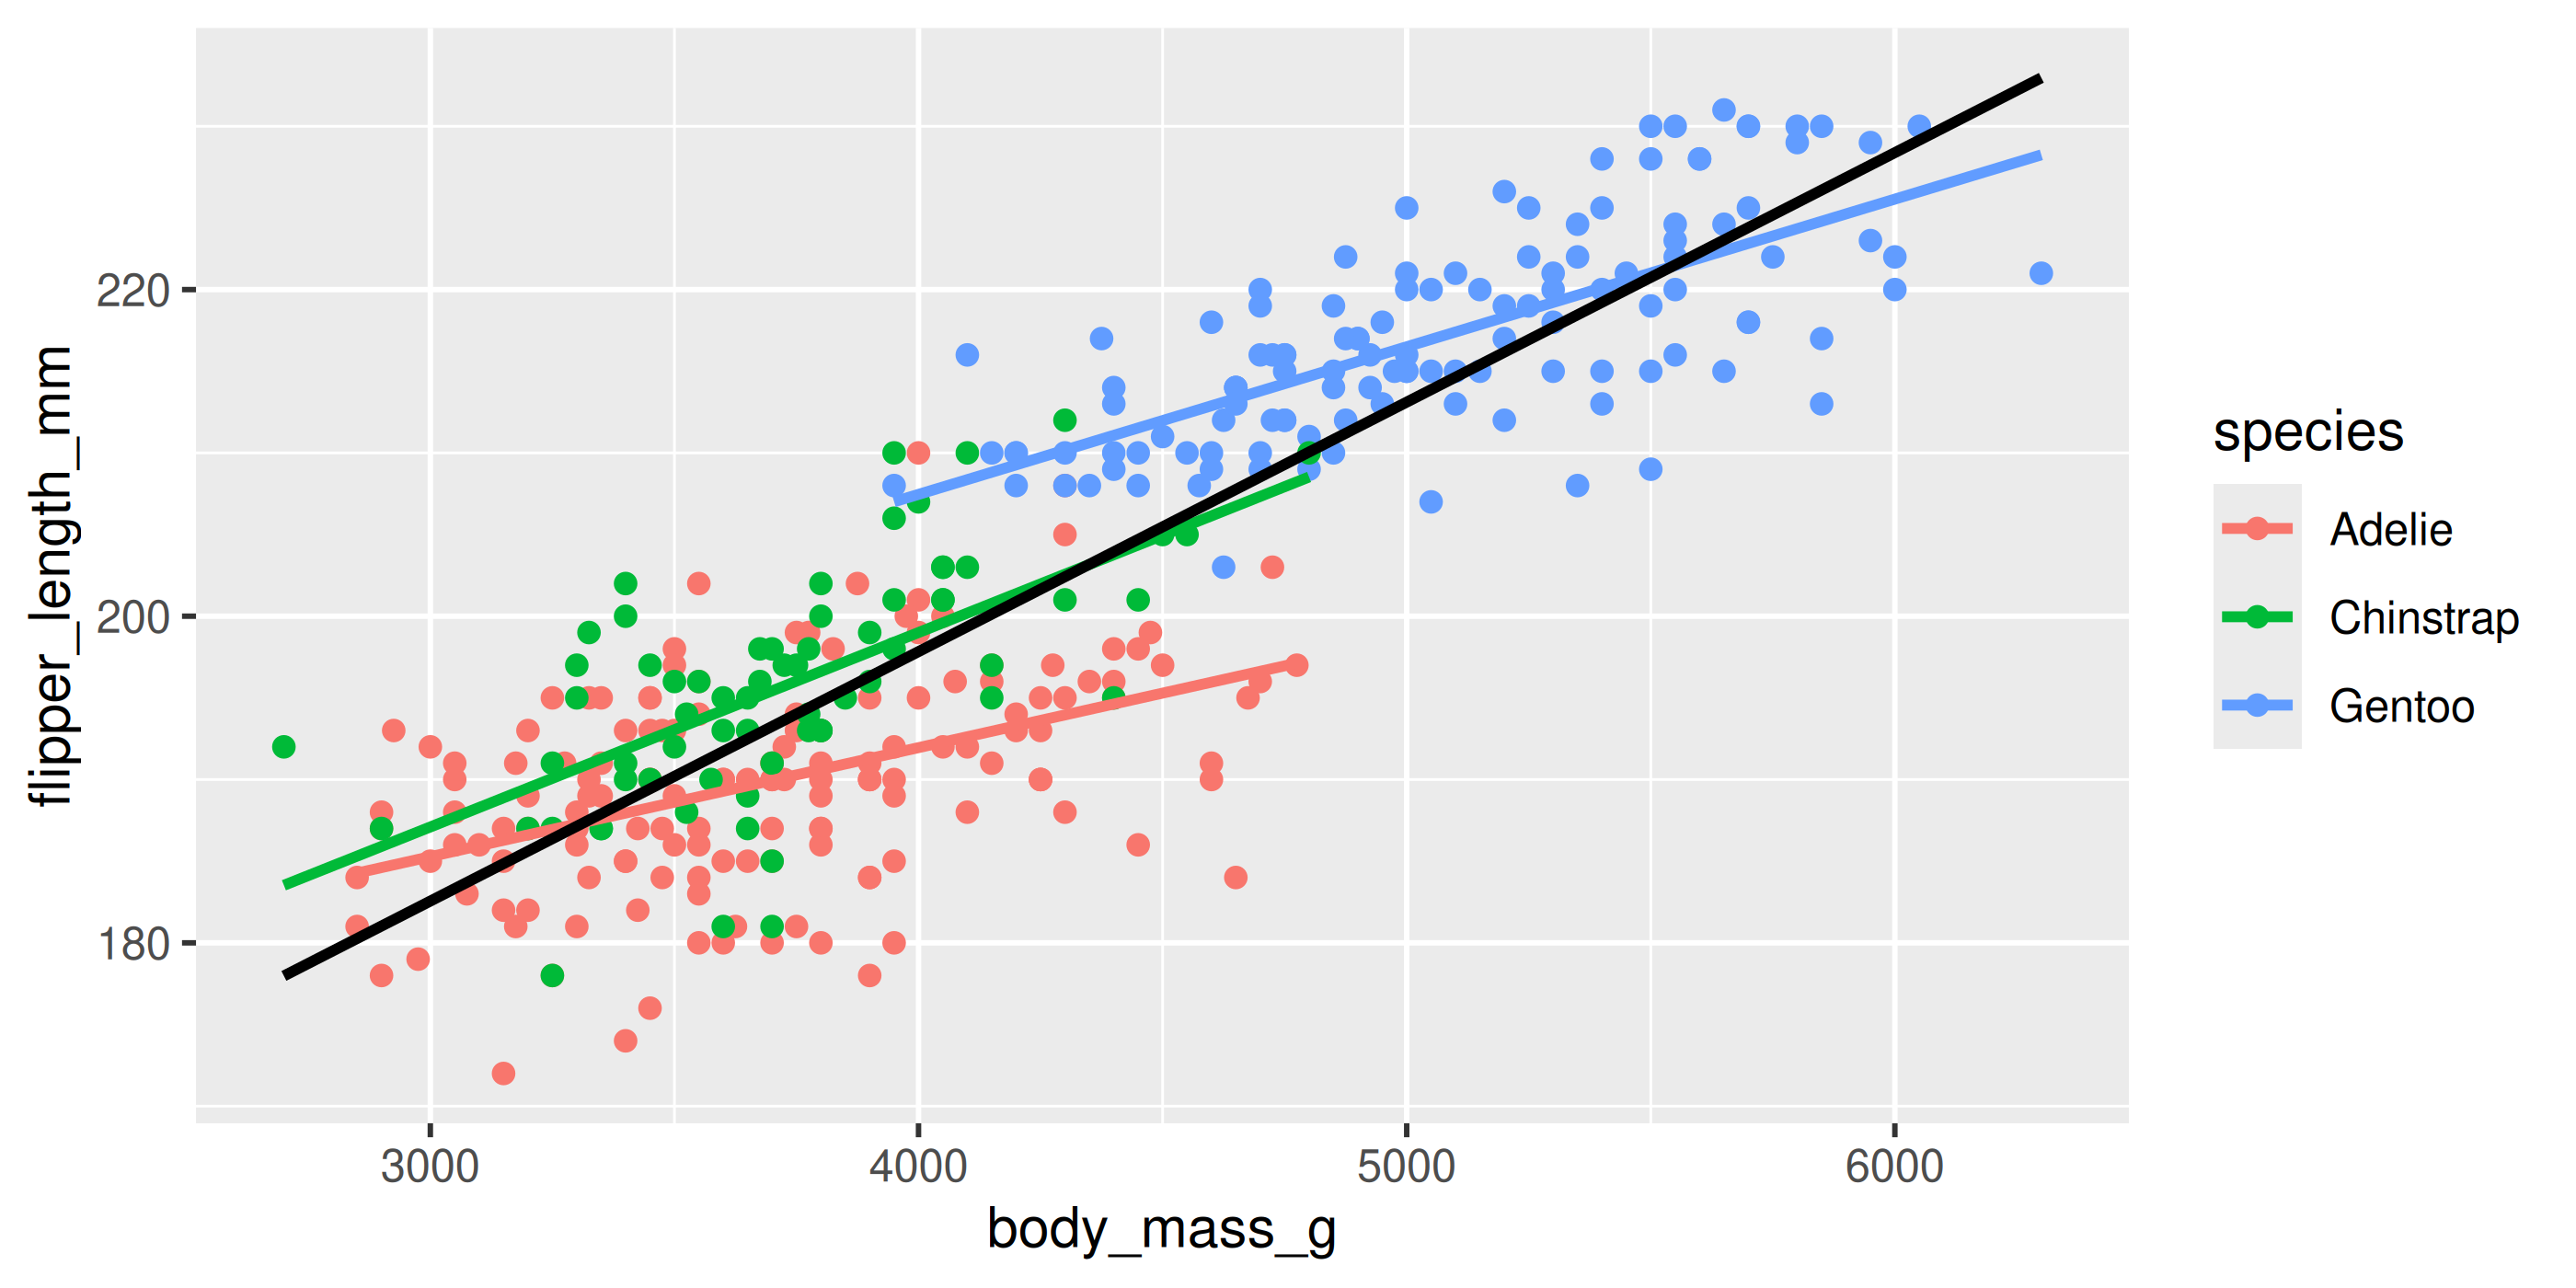 flipper_length_mm
220
200
180
3000 4000 5000 6000
body_mass_g
species
Adelie
Chinstrap
Gentoo